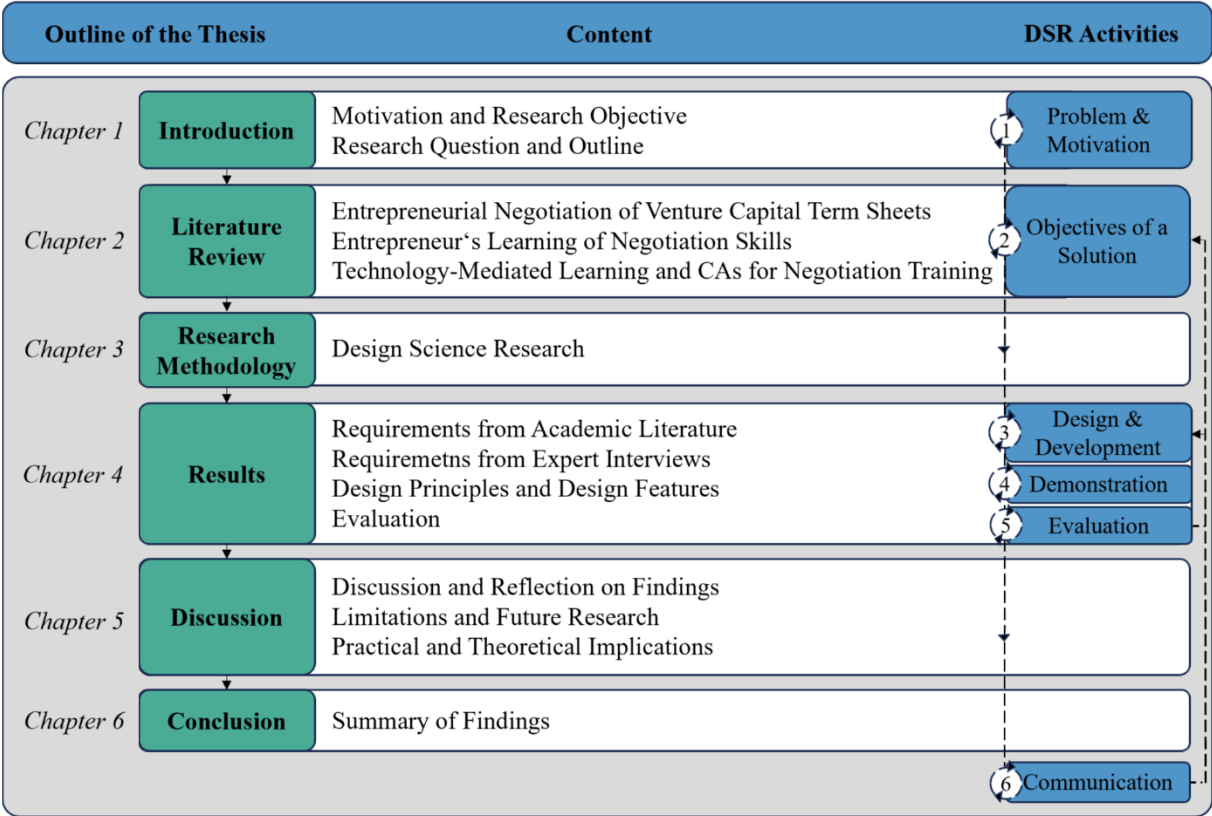 Outline of the Thesis
Content
DSR Activities
Chapter 1
Introduction
Motivation and Research Objective
Research Question and Outline
1
Problem &
Motivation
Chapter 2
Literature
Review
Entrepreneurial Negotiation of Venture Capital Term Sheets
Entrepreneur‘s Learning of Negotiation Skills
Technology-Mediated Learning and CAs for Negotiation Training
2
Objectives of a
Solution
Chapter 3
Research
Methodology
Design Science Research
Chapter 4
Results
Requirements from Academic Literature
Requiremetns from Expert Interviews
Design Principles and Design Features
Evaluation
3
Design &
Development
4
Demonstration
5
Evaluation
Chapter 5
Discussion
Discussion and Reflection on Findings
Limitations and Future Research
Practical and Theoretical Implications
Chapter 6
Conclusion
Summary of Findings
6
Communication